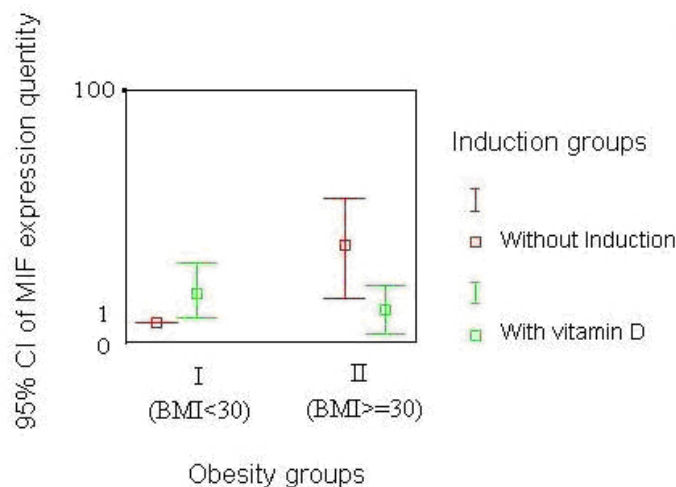 95% CI of MIF expression quentity
100
1
0
I
(BMI<30)
II
(BMI>=30)
Obesity groups
Induction groups
Without Induction
With vitamin D